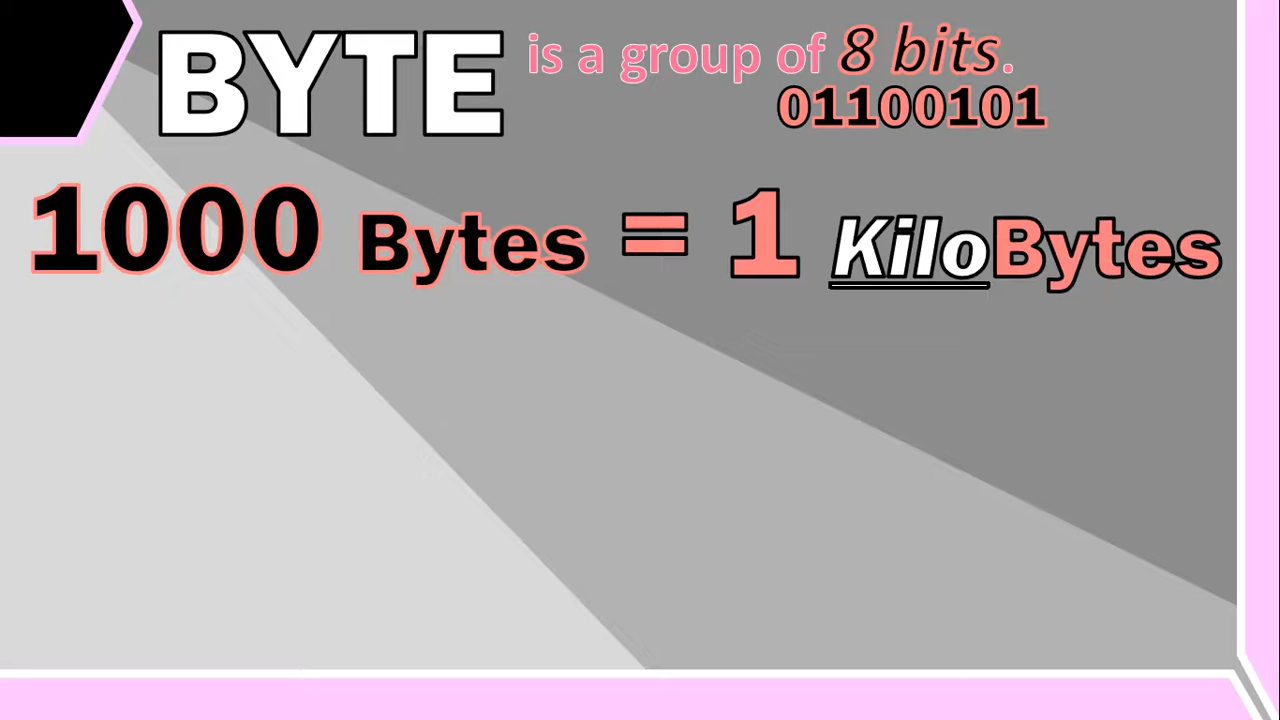 BYTE is a group of 8 bits.
01100101
1000 Bytes = 1 KiloBytes